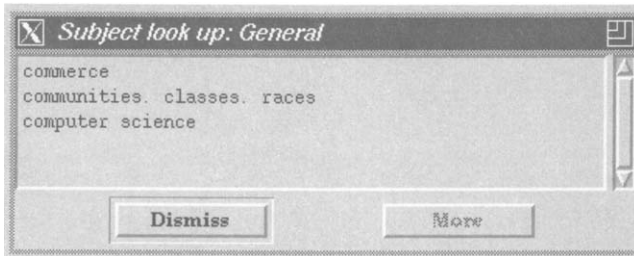 Subject look up: General
commerce
communities. classes. races
computer science
Dismiss
More